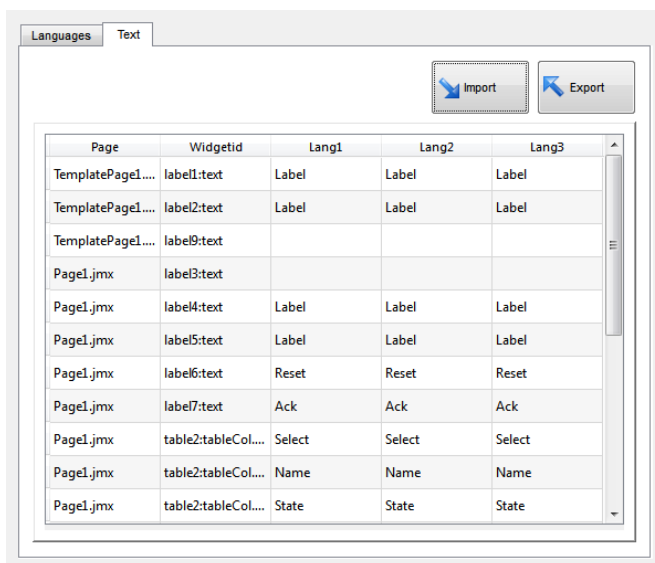 Languages Text
Import Export
Page Widgetid Lang1 Lang2 Lang3
TemplatePage1.... label1:text Label Label Label
TemplatePage1.... label2:text Label Label Label
TemplatePage1.... label9:text
Page1.jmx label3:text
Page1.jmx label4:text Label Label Label
Page1.jmx label5:text Label Label Label
Page1.jmx label6:text Reset Reset Reset
Page1.jmx label7:text Ack Ack Ack
Page1.jmx table2:tableCol.... Select Select Select
Page1.jmx table2:tableCol.... Name Name Name
Page1.jmx table2:tableCol.... State State State